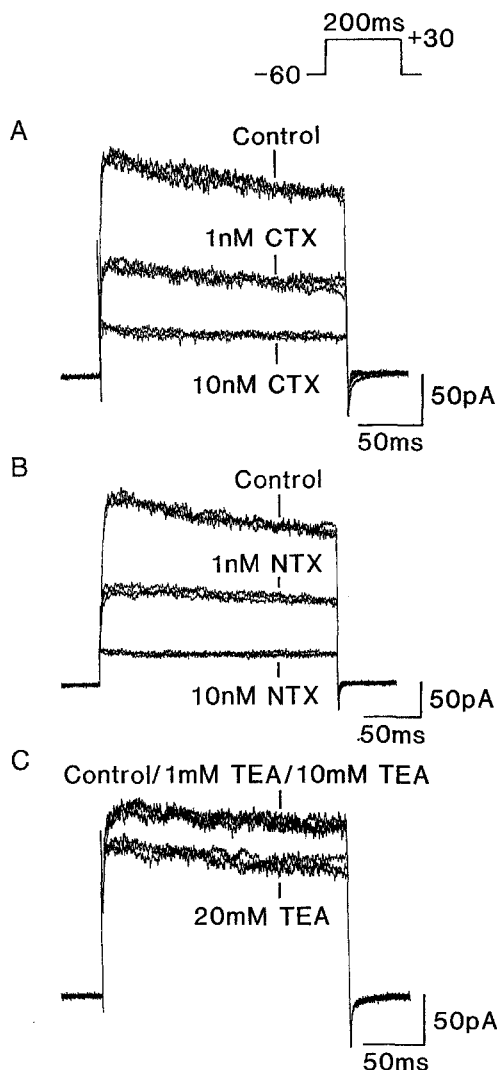 200ms
+30
-60
A
Control
1nM CTX
10nM CTX
50pA
50ms
B
Control
1nM NTX
10nM NTX
50pA
50ms
C
Control/1mM TEA/10mM TEA
20mM TEA
50pA
50ms